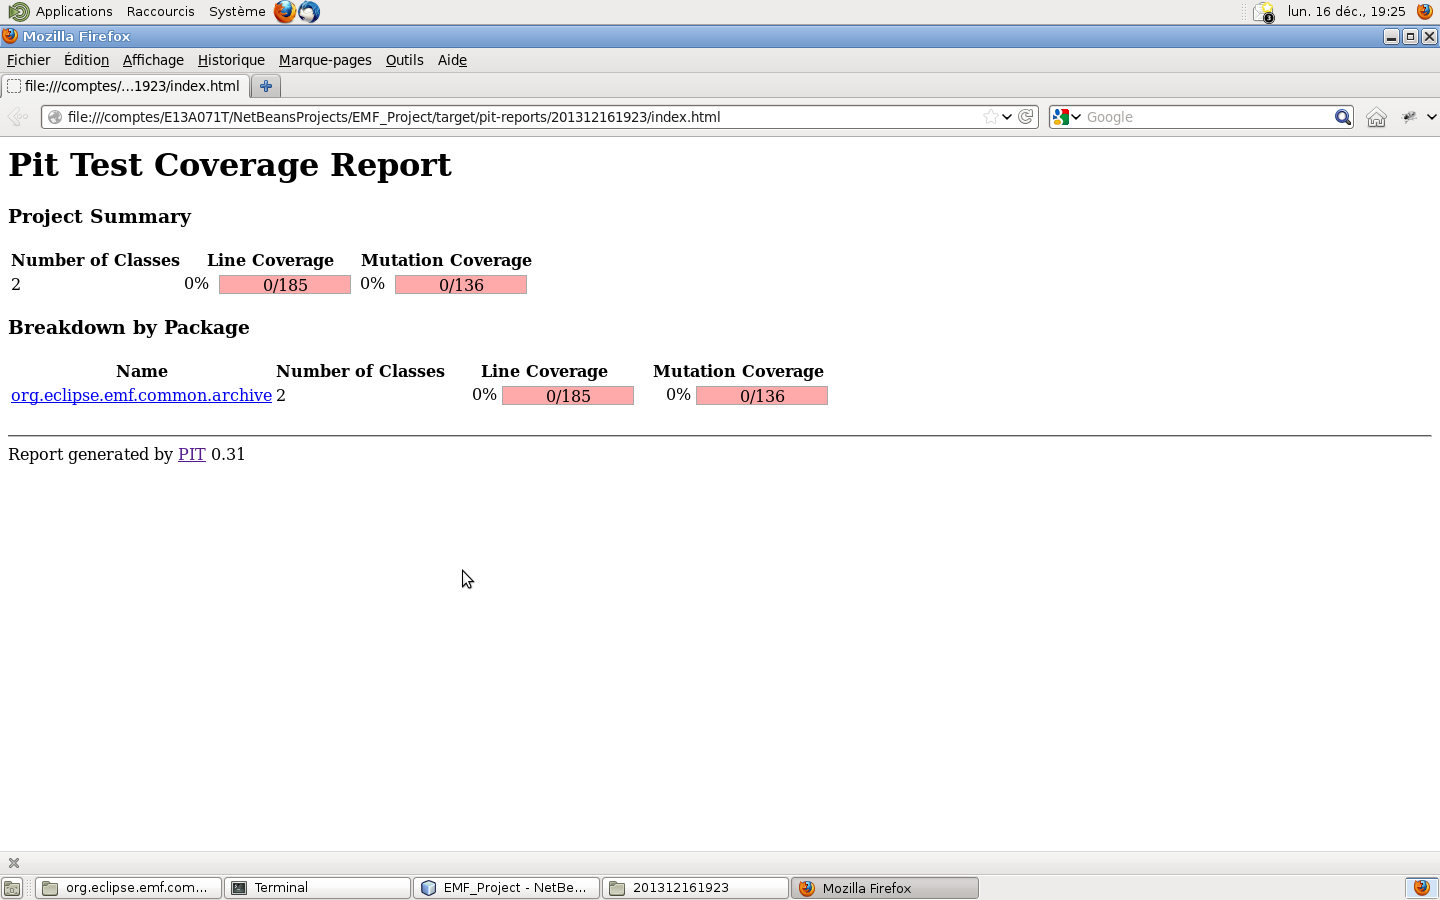 Applications Raccourcis Système lun. 16 déc., 19:25
Mozilla Firefox
Fichier Édition Affichage Historique Marque-pages Outils Aide
file:///comptes/...1923/index.html
file:///comptes/E13A071T/NetBeansProjects/EMF_Project/target/pit-reports/201312161923/index.html Google
Pit Test Coverage Report
Project Summary
Number of Classes Line Coverage Mutation Coverage
2 0% 0/185 0% 0/136
Breakdown by Package
Name Number of Classes Line Coverage Mutation Coverage
org.eclipse.emf.common.archive 2 0% 0/185 0% 0/136
Report generated by PIT 0.31
org.eclipse.emf.com... Terminal EMF_Project - NetBe... 201312161923 Mozilla Firefox